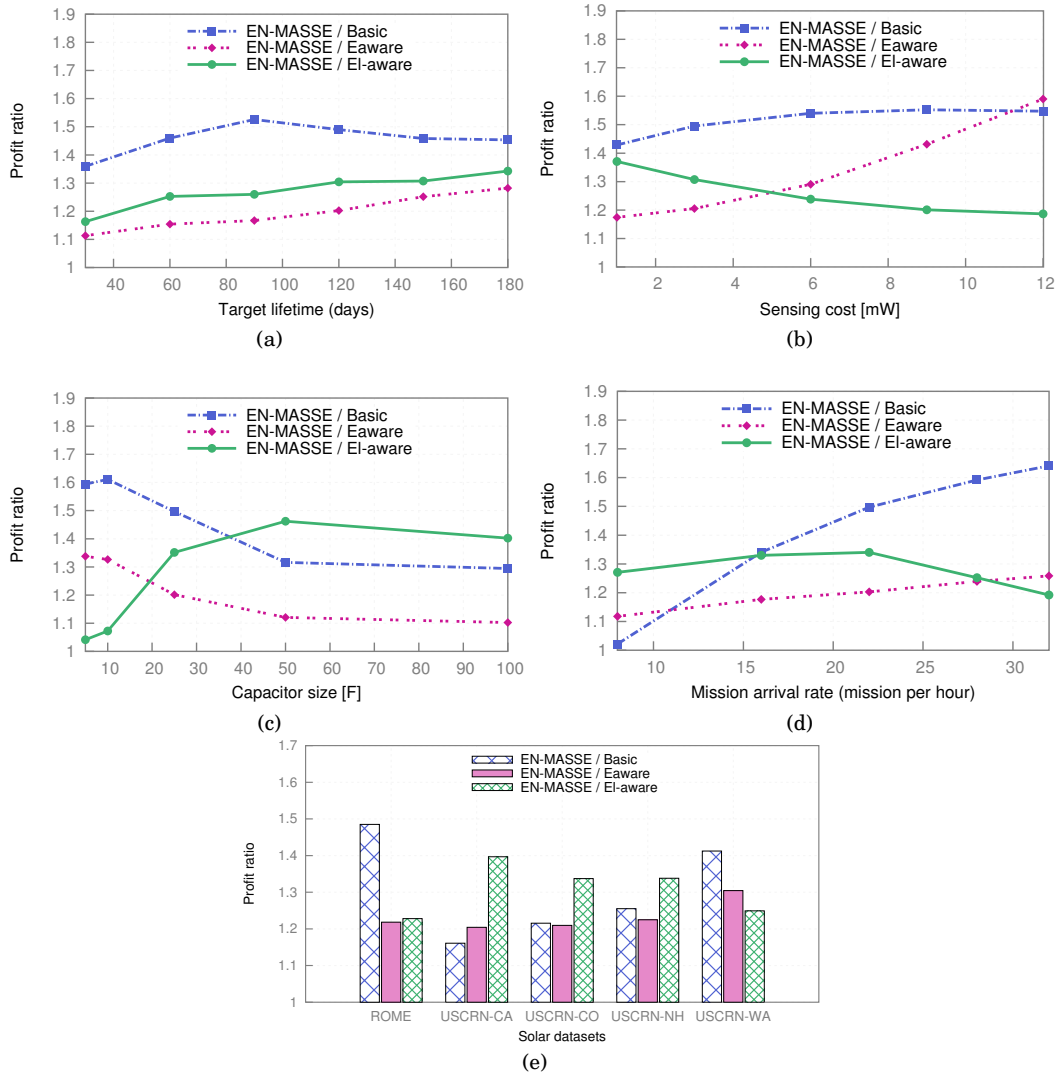 1.9
1.8
1.7
1.6
1.5
1.4
1.3
1.2
1.1
1
Profit ratio
EN-MASSE / Basic
EN-MASSE / Eaware
EN-MASSE / El-aware
40 60 80 100 120 140 160 180
Target lifetime (days)
(a)
1.9
1.8
1.7
1.6
1.5
1.4
1.3
1.2
1.1
1
Profit ratio
EN-MASSE / Basic
EN-MASSE / Eaware
EN-MASSE / El-aware
2 4 6 8 10 12
Sensing cost [mW]
(b)
1.9
1.8
1.7
1.6
1.5
1.4
1.3
1.2
1.1
1
Profit ratio
EN-MASSE / Basic
EN-MASSE / Eaware
EN-MASSE / El-aware
10 20 30 40 50 60 70 80 90 100
Capacitor size [F]
(c)
1.9
1.8
1.7
1.6
1.5
1.4
1.3
1.2
1.1
1
Profit ratio
EN-MASSE / Basic
EN-MASSE / Eaware
EN-MASSE / El-aware
10 15 20 25 30
Mission arrival rate (mission per hour)
(d)
1.7
1.6
1.5
1.4
1.3
1.2
1.1
1
Profit ratio
EN-MASSE / Basic
EN-MASSE / Eaware
EN-MASSE / El-aware
ROME USCRN-CA USCRN-CO USCRN-NH USCRN-WA
Solar datasets
(e)